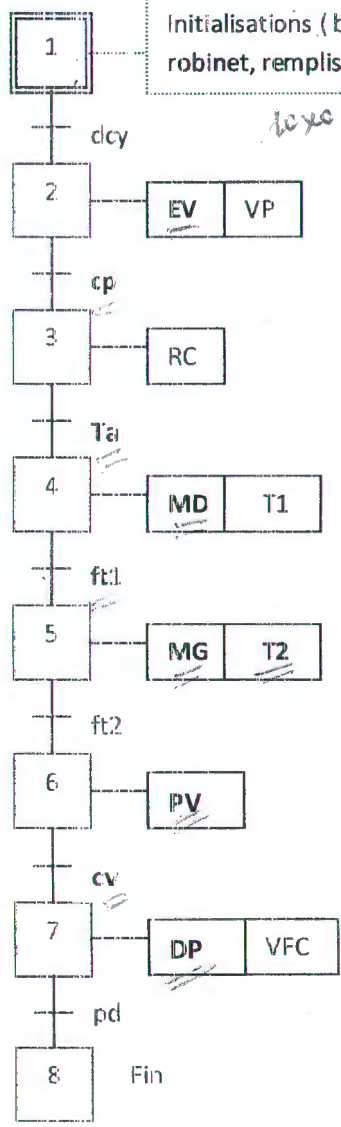 1
Initialisations ( b
robinet, remplis
dcy
2
EV VP
cp
3
RC
Ta
4
MD T1
ft1
5
MG T2
ft2
6
PV
cv
7
DP VFC
pd
8 Fin